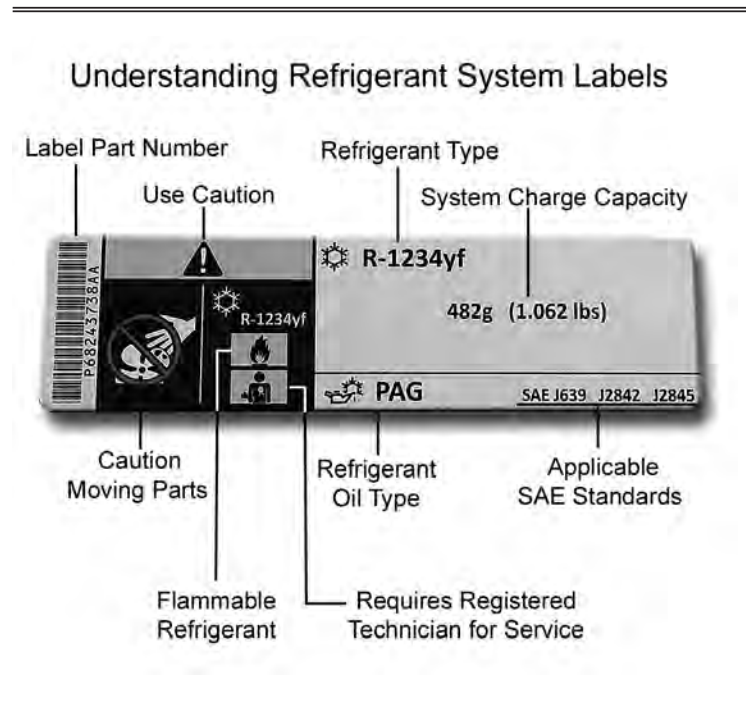 Understanding Refrigerant System Labels
Label Part Number
Refrigerant Type
Use Caution
System Charge Capacity
R-1234yf
482g (1.062 lbs)
R-1234yf
P68243738AA
PAG
SAE J639 J2842 J2845
Caution
Moving Parts
Refrigerant
Oil Type
Applicable
SAE Standards
Flammable
Refrigerant
Requires Registered
Technician for Service